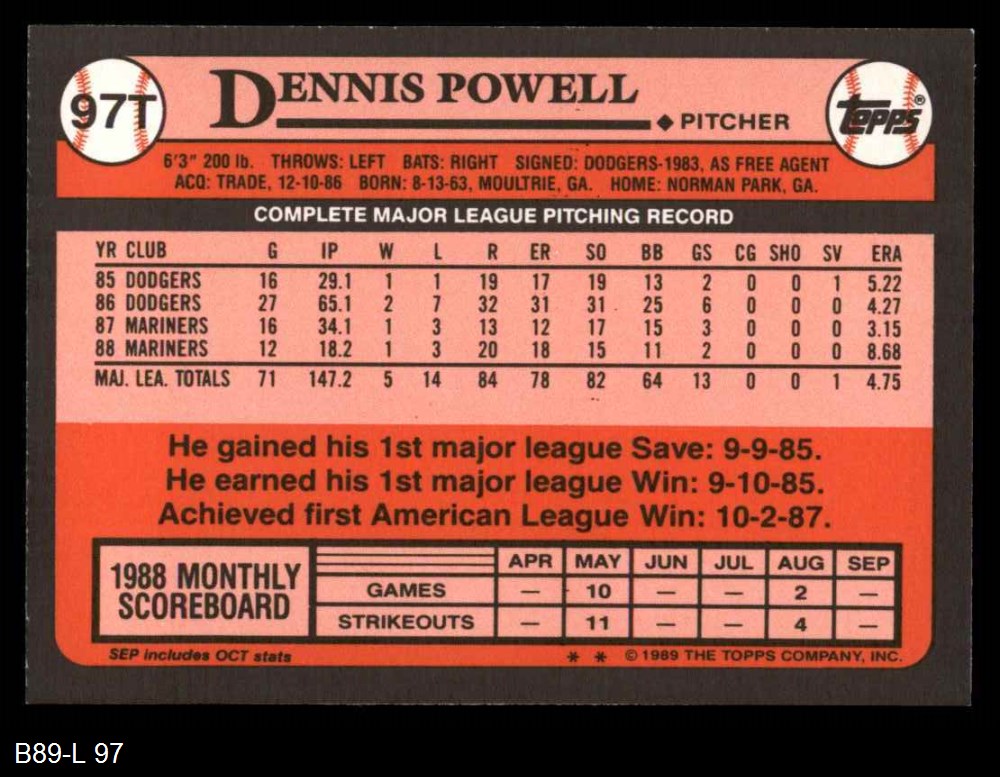 97T
DENNIS POWELL
◆ PITCHER
Topps®
6'3" 200 lb. THROWS: LEFT BATS: RIGHT SIGNED: DODGERS-1983, AS FREE AGENT
ACQ: TRADE, 12-10-86 BORN: 8-13-63, MOULTRIE, GA. HOME: NORMAN PARK, GA.
COMPLETE MAJOR LEAGUE PITCHING RECORD
YR CLUB G IP W L R ER SO BB GS CG SHO SV ERA
85 DODGERS 16 29.1 1 1 19 17 19 13 2 0 0 1 5.22
86 DODGERS 27 65.1 2 7 32 31 31 25 6 0 0 0 4.27
87 MARINERS 16 34.1 1 3 13 12 17 15 3 0 0 0 3.15
88 MARINERS 12 18.2 1 3 20 18 15 11 2 0 0 0 8.68
MAJ. LEA. TOTALS 71 147.2 5 14 84 78 82 64 13 0 0 1 4.75
He gained his 1st major league Save: 9-9-85.
He earned his 1st major league Win: 9-10-85.
Achieved first American League Win: 10-2-87.
1988 MONTHLY
SCOREBOARD
APR MAY JUN JUL AUG SEP
GAMES — 10 — — 2 —
STRIKEOUTS — 11 — — 4 —
SEP includes OCT stats
* * © 1989 THE TOPPS COMPANY, INC.
B89-L 97